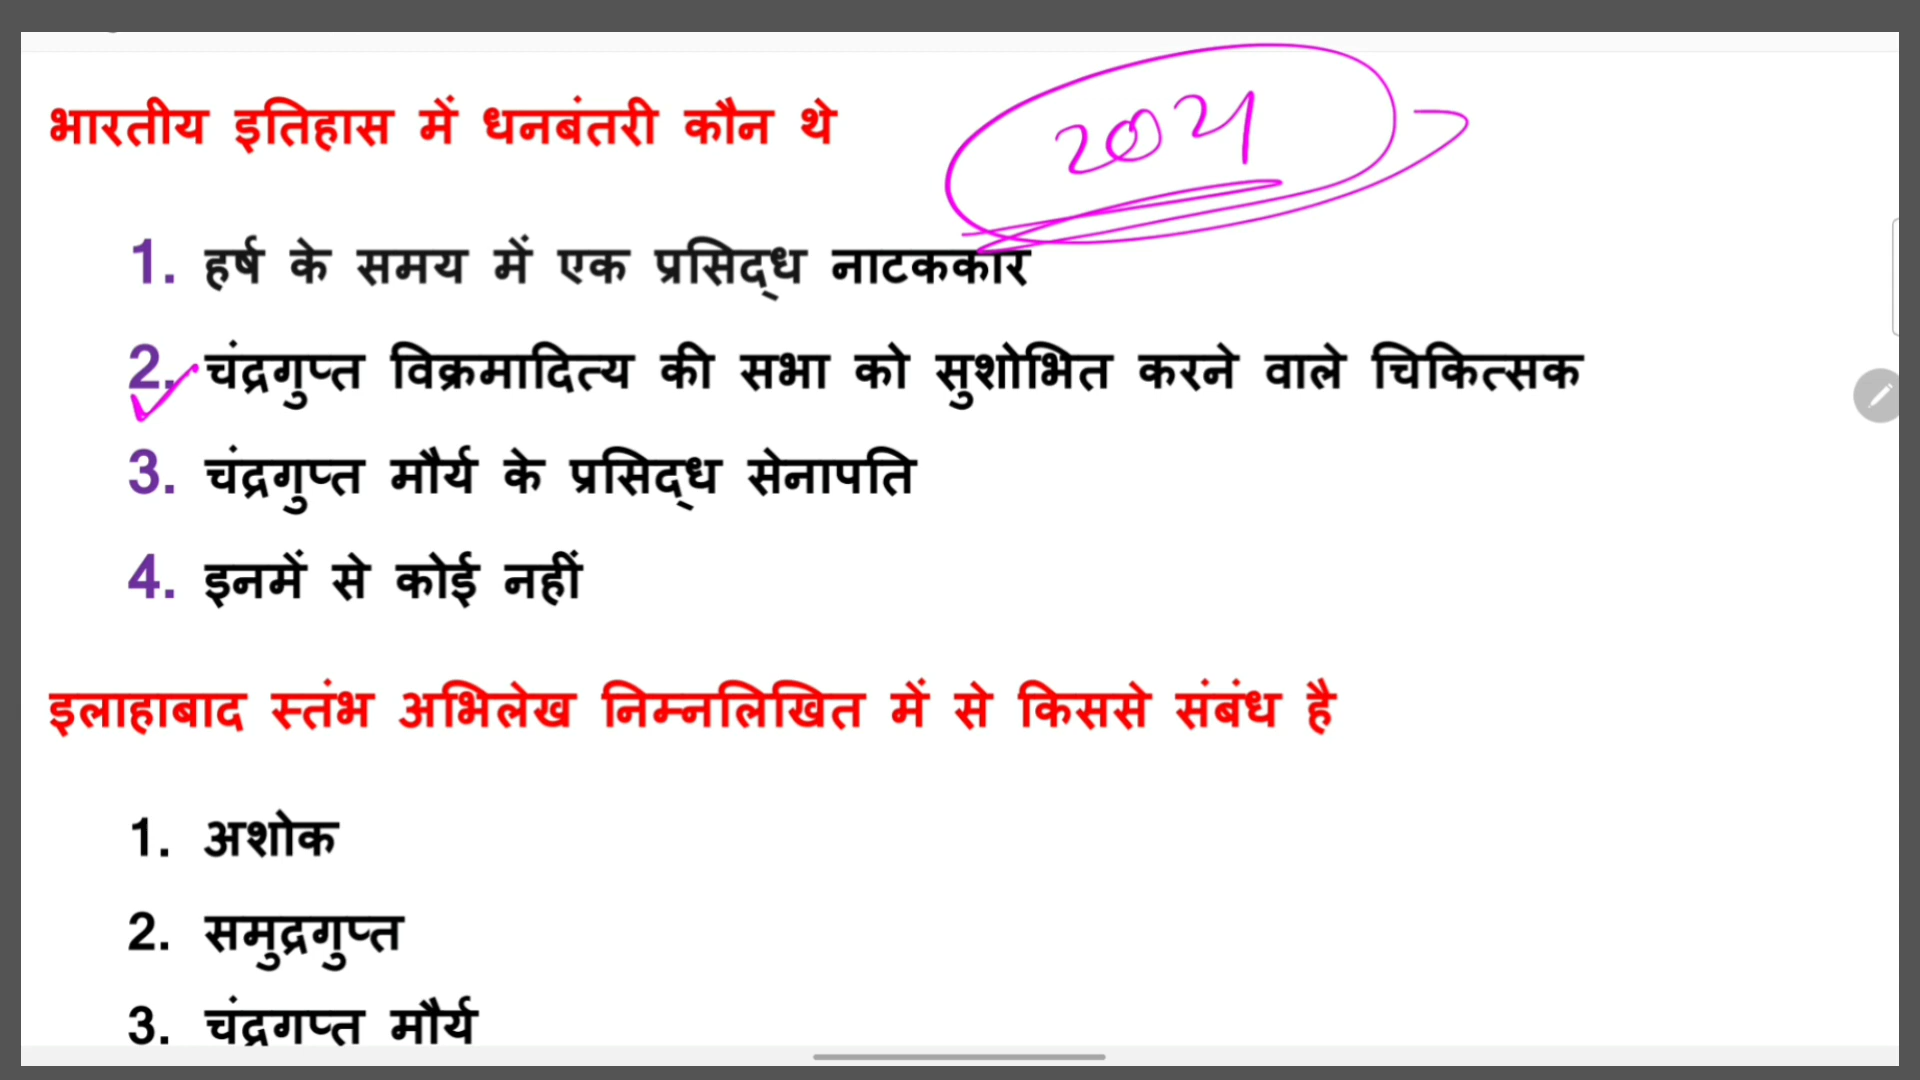 भारतीय इतिहास में धनबंतरी कौन थे
2021
1. हर्ष के समय में एक प्रसिद्ध नाटककार
2. चंद्रगुप्त विक्रमादित्य की सभा को सुशोभित करने वाले चिकित्सक
3. चंद्रगुप्त मौर्य के प्रसिद्ध सेनापति
4. इनमें से कोई नहीं
इलाहाबाद स्तंभ अभिलेख निम्नलिखित में से किससे संबंध है
1. अशोक
2. समुद्रगुप्त
3. चंद्रगुप्त मौर्य